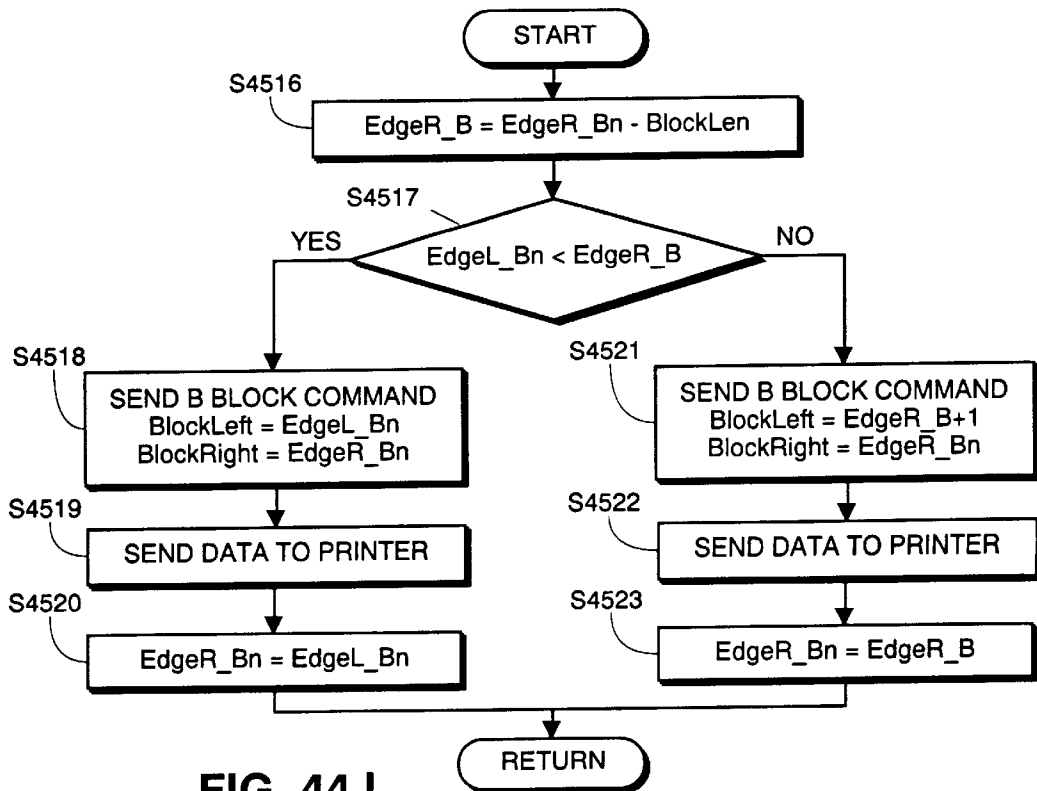 START
S4516
EdgeR_B = EdgeR_Bn - BlockLen
S4517
YES
EdgeL_Bn < EdgeR_B
NO
S4518
SEND B BLOCK COMMAND
BlockLeft = EdgeL_Bn
BlockRight = EdgeR_Bn
S4521
SEND B BLOCK COMMAND
BlockLeft = EdgeR_B+1
BlockRight = EdgeR_Bn
S4519
SEND DATA TO PRINTER
S4522
SEND DATA TO PRINTER
S4520
EdgeR_Bn = EdgeL_Bn
S4523
EdgeR_Bn = EdgeR_B
RETURN
FIG. 44